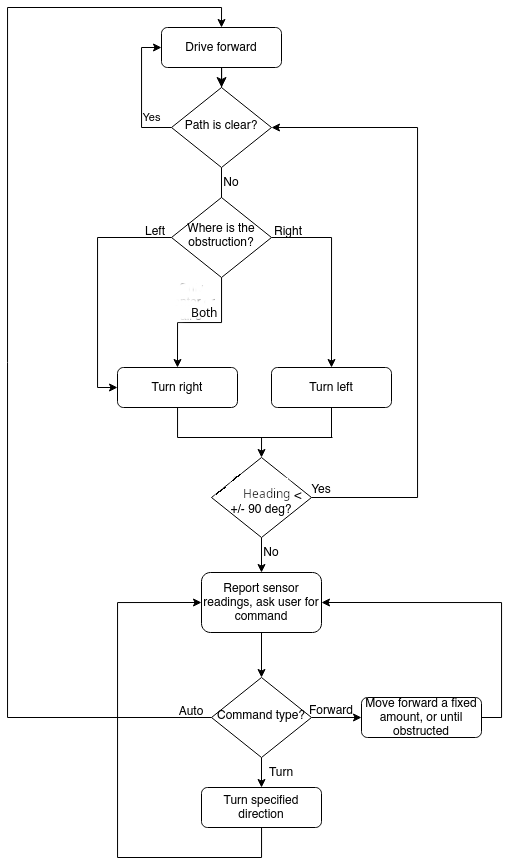 Drive forward
Path is clear?
Yes
No
Where is the
obstruction?
Left
Right
Both
Turn right
Turn left
Heading <
+/- 90 deg?
Yes
No
Report sensor
readings, ask user for
command
Command type?
Auto
Forward
Move forward a fixed
amount, or until
obstructed
Turn
Turn specified
direction